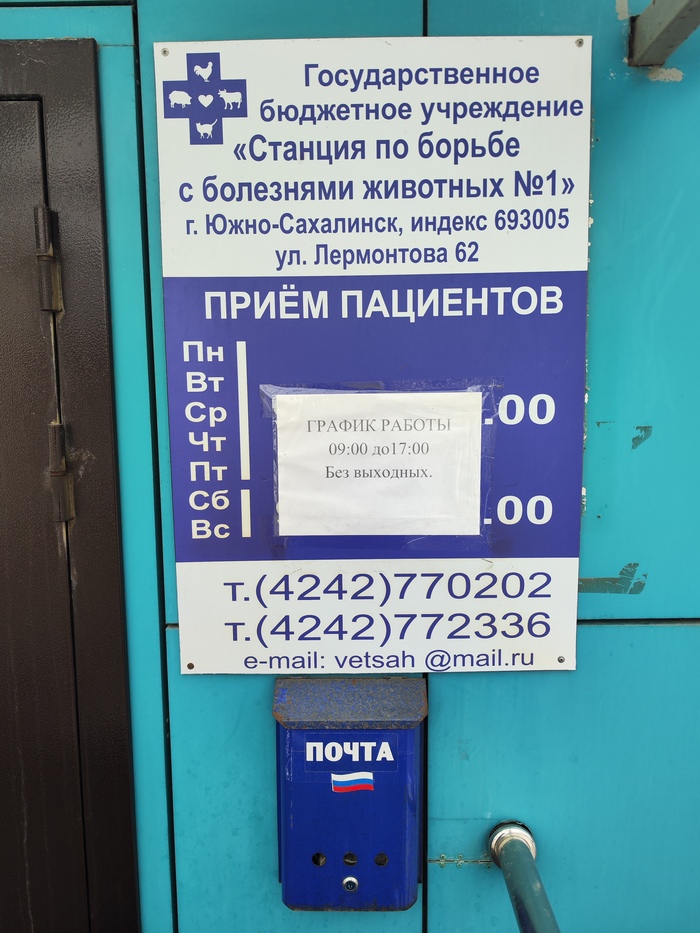 Государственное
бюджетное учреждение
«Станция по борьбе
с болезнями животных №1»
г. Южно-Сахалинск, индекс 693005
ул. Лермонтова 62
ПРИЁМ ПАЦИЕНТОВ
Пн
Вт
Ср
Чт
Пт
Сб
Вс
.00
.00
ГРАФИК РАБОТЫ
09:00 до17:00
Без выходных.
т.(4242)770202
т.(4242)772336
e-mail: vetsah @mail.ru
ПОЧТА